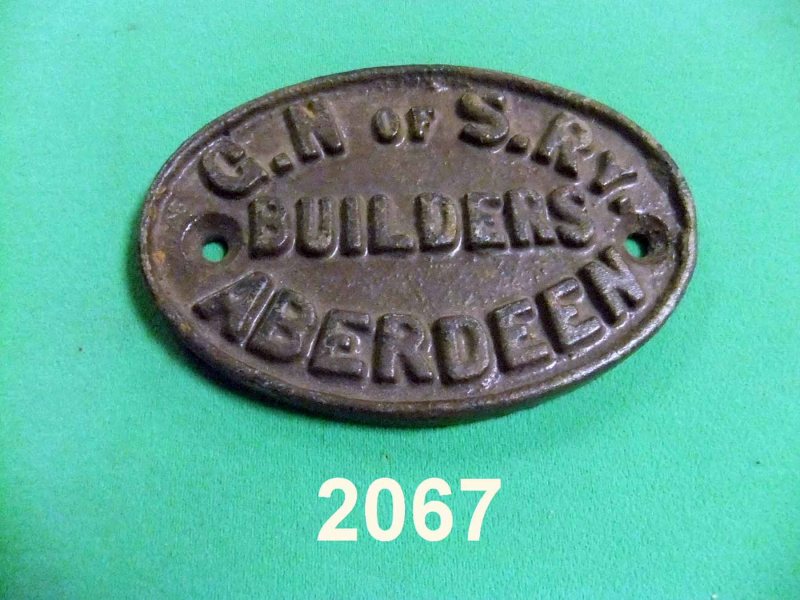 G.N OF S.RY.
BUILDERS
ABERDEEN
2067